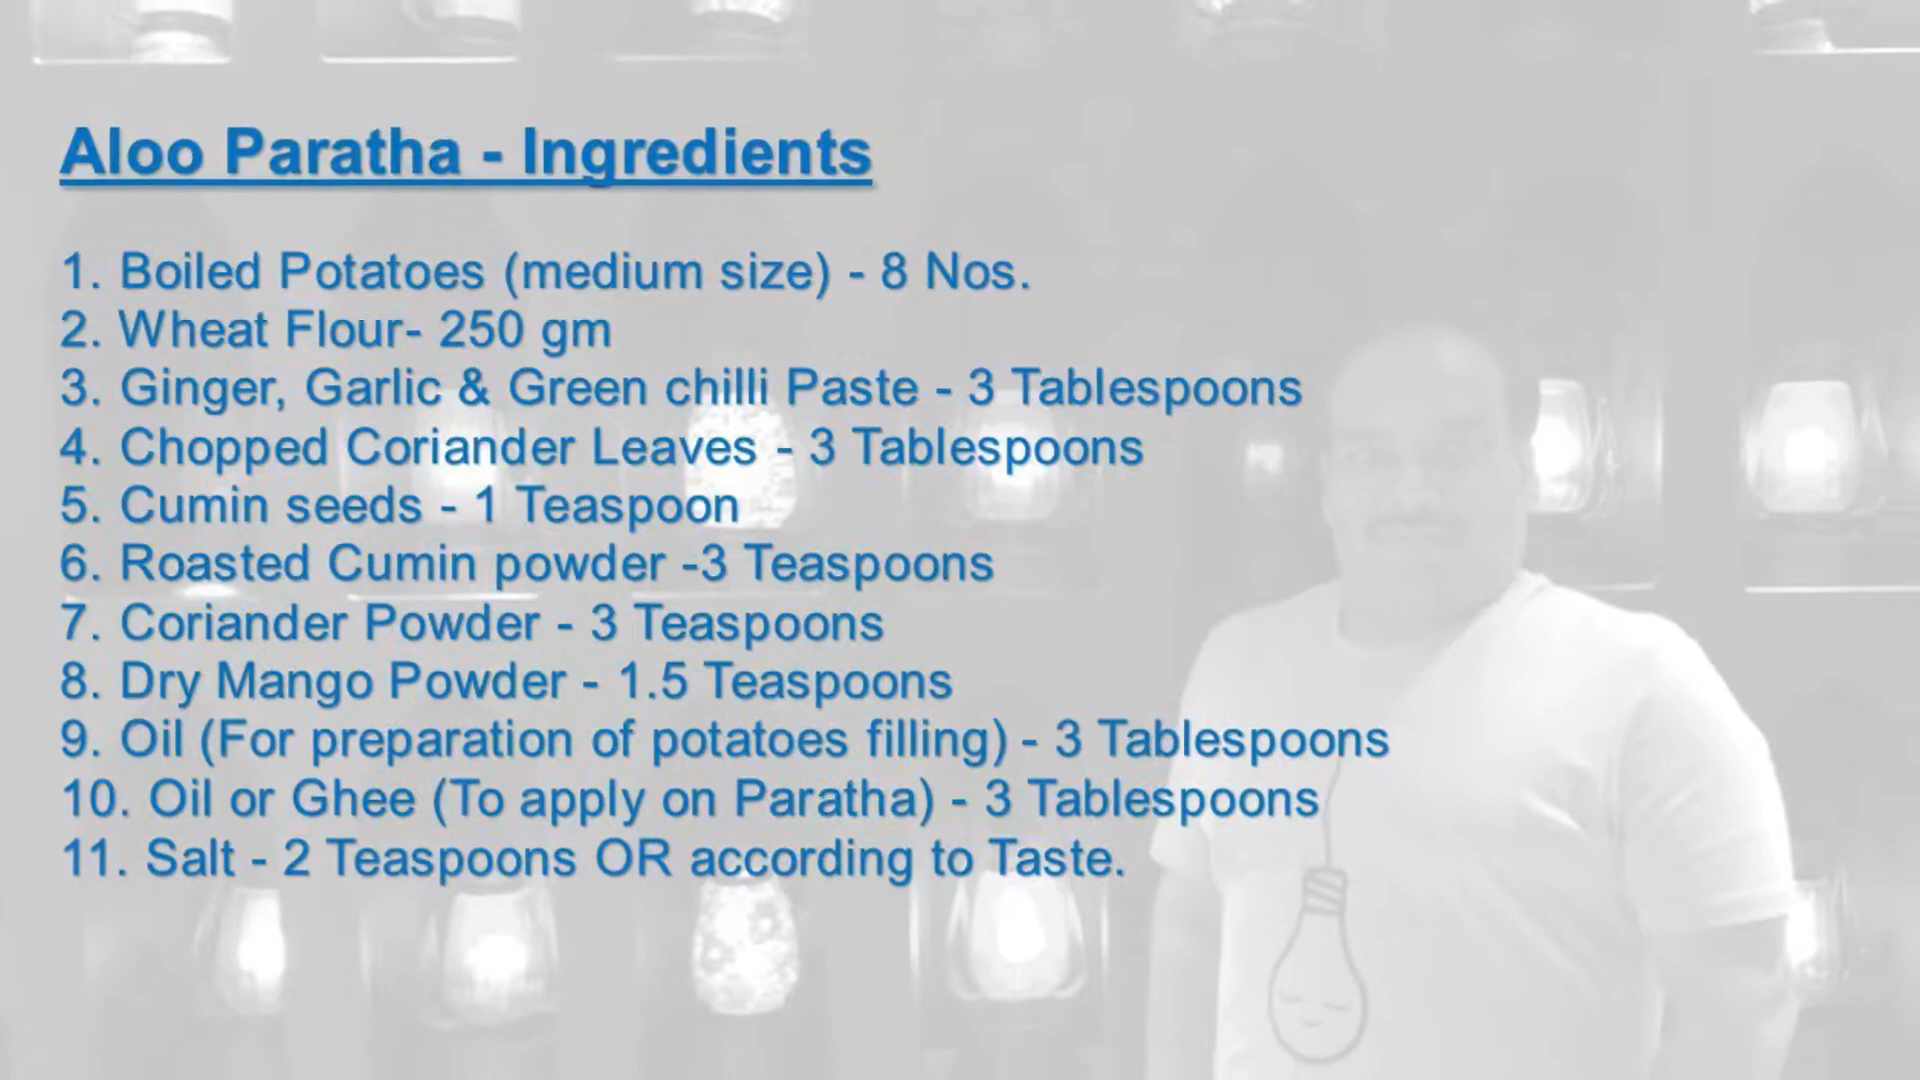 Aloo Paratha - Ingredients
1. Boiled Potatoes (medium size) - 8 Nos.
2. Wheat Flour- 250 gm
3. Ginger, Garlic & Green chilli Paste - 3 Tablespoons
4. Chopped Coriander Leaves - 3 Tablespoons
5. Cumin seeds - 1 Teaspoon
6. Roasted Cumin powder -3 Teaspoons
7. Coriander Powder - 3 Teaspoons
8. Dry Mango Powder - 1.5 Teaspoons
9. Oil (For preparation of potatoes filling) - 3 Tablespoons
10. Oil or Ghee (To apply on Paratha) - 3 Tablespoons
11. Salt - 2 Teaspoons OR according to Taste.